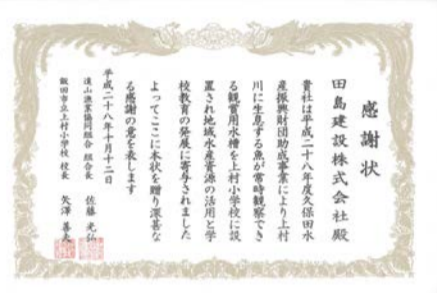 感謝状
田島建設株式会社殿
貴社は平成二十八年度久保田水
産振興財団助成事業により上村
川に生息する魚が常時観察でき
る観賞用水槽を上村小学校に設
置され地域水産資源の活用と学
校教育の発展に寄与されました
よってここに本状を贈り深甚な
る感謝の意を表します
平成二十八年十月十二日
遠山漁業協同組合 組合長 佐藤 光弘
飯田市立上村小学校 校長 矢澤 善夫